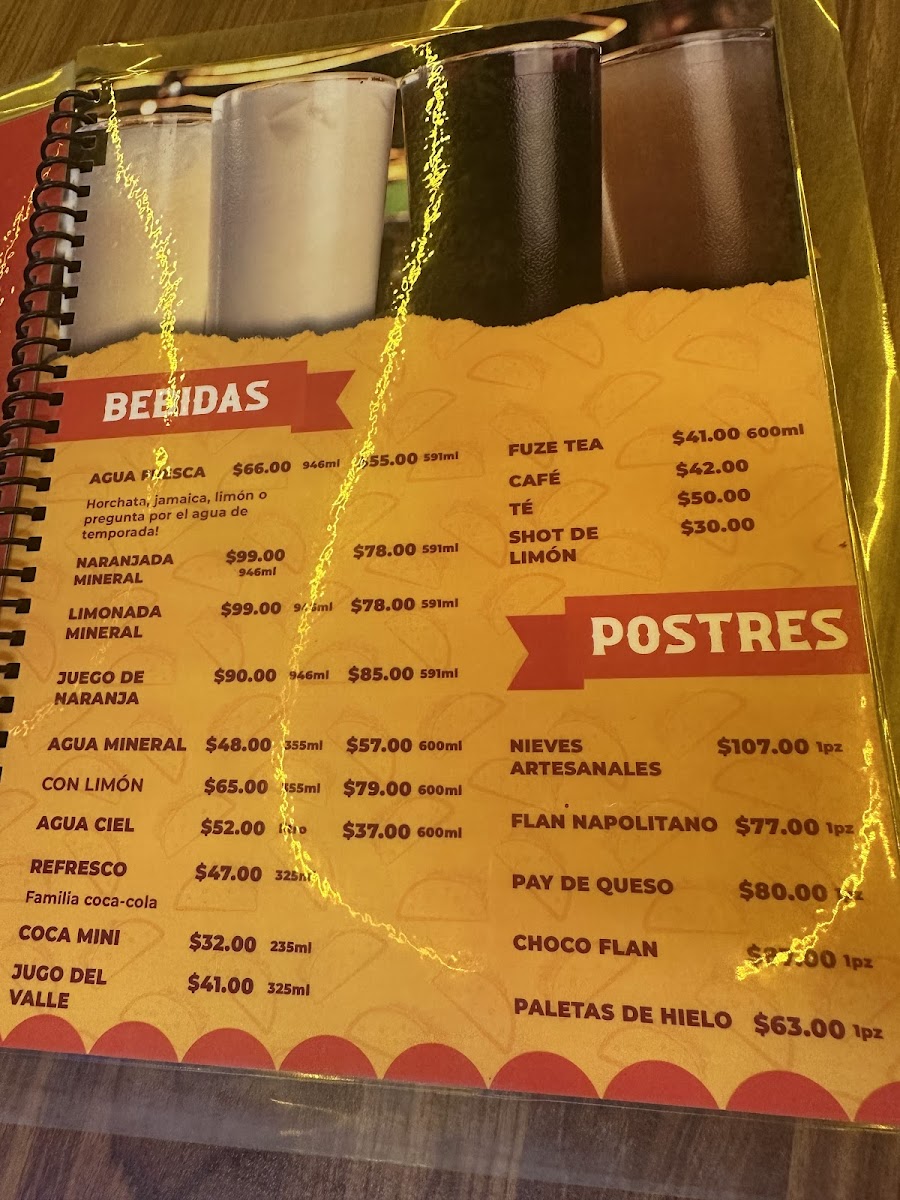 BEBIDAS
AGUA FRESCA $66.00 946ml $55.00 591ml
Horchata, jamaica, limón o
pregunta por el agua de
temporada!
NARANJADA MINERAL $99.00 946ml $78.00 591ml
LIMONADA MINERAL $99.00 946ml $78.00 591ml
JUEGO DE NARANJA $90.00 946ml $85.00 591ml
AGUA MINERAL $48.00 355ml $57.00 600ml
CON LIMÓN $65.00 355ml $79.00 600ml
AGUA CIEL $52.00 $37.00 600ml
REFRESCO $47.00 325ml
Familia coca-cola
COCA MINI $32.00 235ml
JUGO DEL VALLE $41.00 325ml
FUZE TEA $41.00 600ml
CAFÉ $42.00
TÉ $50.00
SHOT DE LIMÓN $30.00
POSTRES
NIEVES ARTESANALES $107.00 1pz
FLAN NAPOLITANO $77.00 1pz
PAY DE QUESO $80.00 1pz
CHOCO FLAN 1pz
PALETAS DE HIELO $63.00 1pz